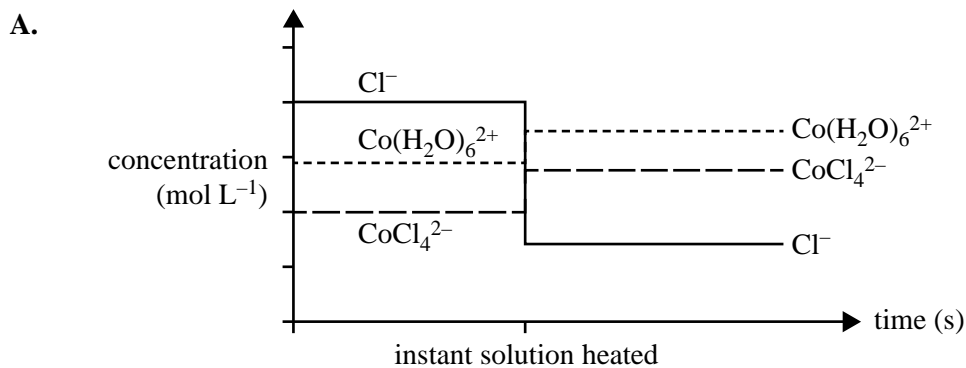 A.
Cl⁻
Co(H₂O)₆²⁺
Co(H₂O)₆²⁺
concentration
(mol L⁻¹)
CoCl₄²⁻
CoCl₄²⁻
Cl⁻
time (s)
instant solution heated